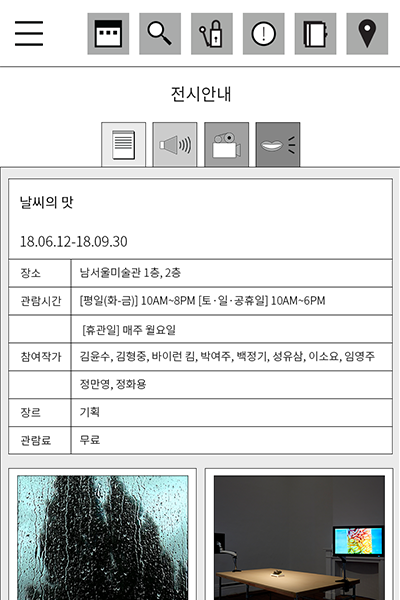 전시안내
날씨의 맛
18.06.12-18.09.30
장소 남서울미술관 1층, 2층
관람시간 [평일(화-금)] 10AM~8PM [토·일·공휴일] 10AM~6PM
[휴관일] 매주 월요일
참여작가 김윤수, 김형중, 바이런 킴, 박여주, 백정기, 성유삼, 이소요, 임영주
정만영, 정화용
장르 기획
관람료 무료